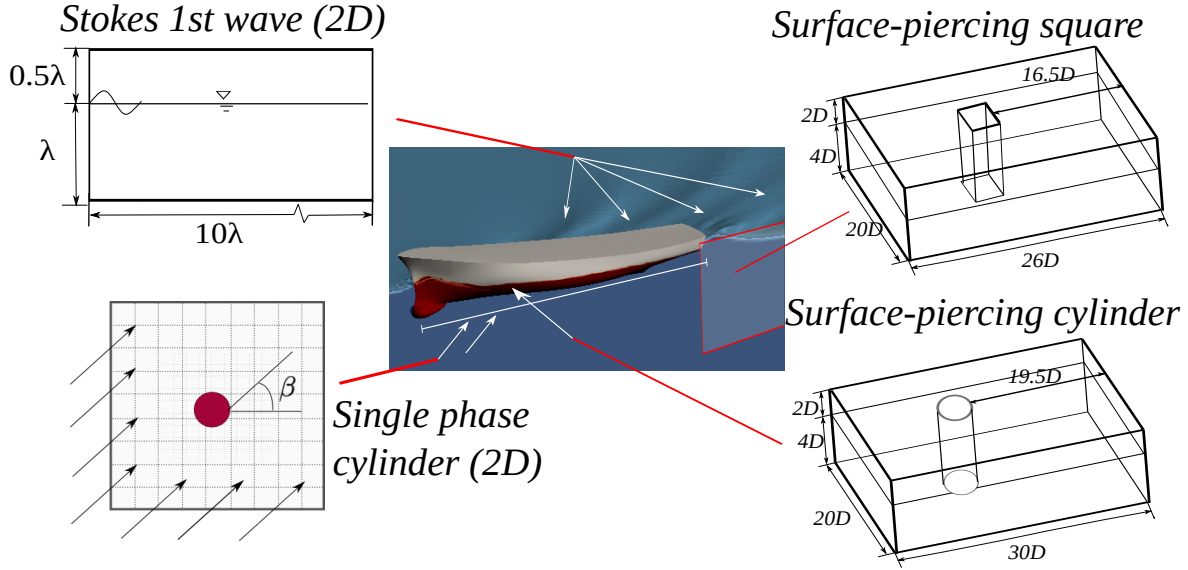 Stokes 1st wave (2D)
0.5λ
λ
10λ
Surface-piercing square
16.5D
2D
4D
20D
26D
β
Single phase
cylinder (2D)
Surface-piercing cylinder
19.5D
2D
4D
20D
30D